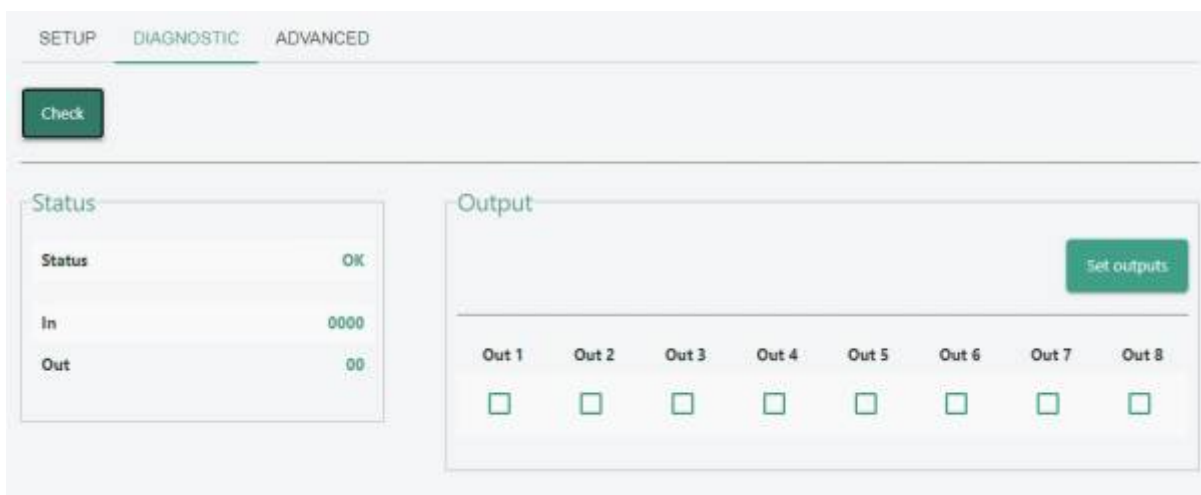 SETUP DIAGNOSTIC ADVANCED
Check
Status
Status OK
In 0000
Out 00
Output
Set outputs
Out 1 Out 2 Out 3 Out 4 Out 5 Out 6 Out 7 Out 8